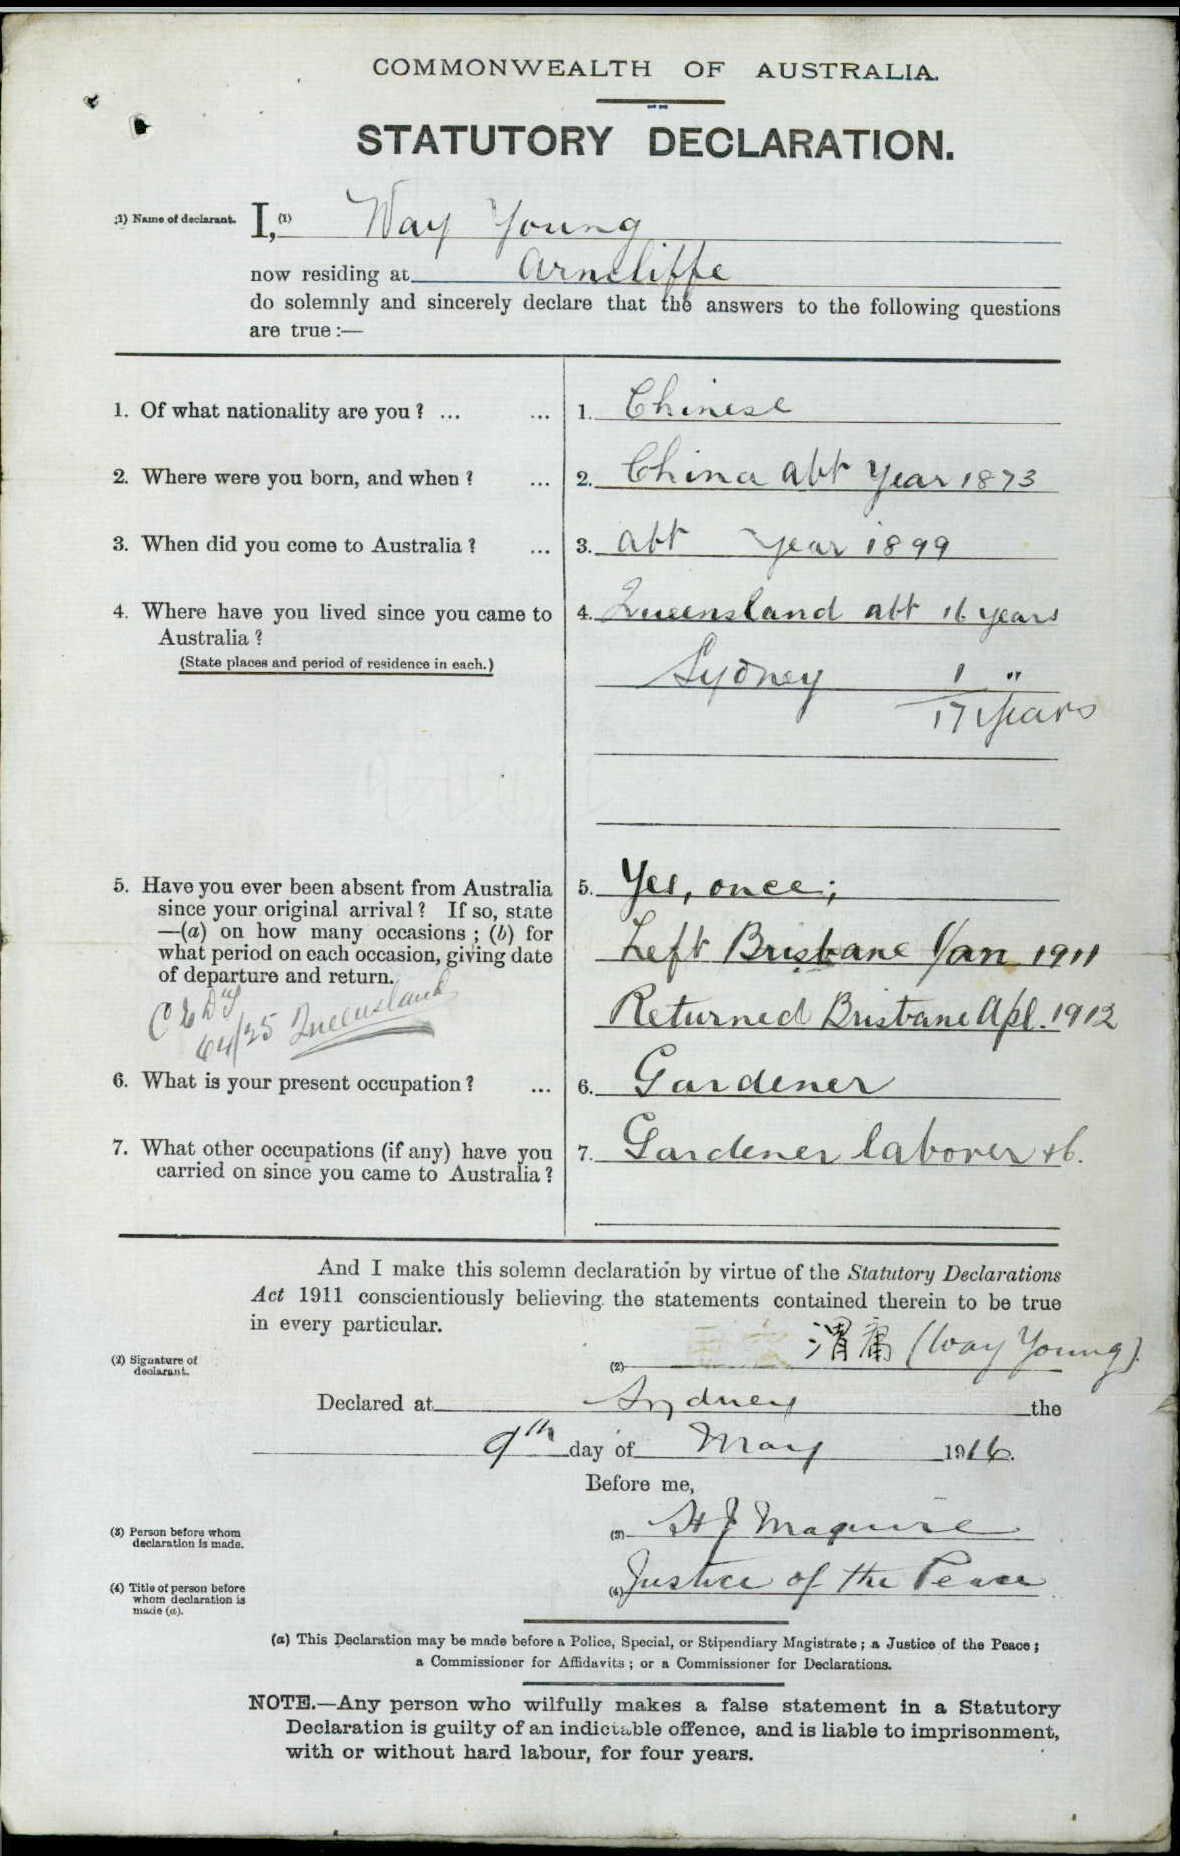 COMMONWEALTH OF AUSTRALIA.
STATUTORY DECLARATION.
(1) Name of declarant. I, (1) Way Young
now residing at Arncliffe
do solemnly and sincerely declare that the answers to the following questions
are true :—
1. Of what nationality are you ? ... ... 1. Chinese
2. Where were you born, and when ? ... 2. China abt Year 1873
3. When did you come to Australia ? ... 3. abt Year 1899
4. Where have you lived since you came to 4. Queensland abt 16 years
Australia ?
(State places and period of residence in each.) Sydney 1 "
17 Years
5. Have you ever been absent from Australia 5. Yes, once;
since your original arrival ? If so, state
—(a) on how many occasions ; (b) for
what period on each occasion, giving date Left Brisbane Jan 1911
of departure and return.
Returned Brisbane Apl. 1912
64/25 Queensland
6. What is your present occupation ? ... 6. Gardener
7. What other occupations (if any) have you 7. Gardener laborer &c.
carried on since you came to Australia ?
And I make this solemn declaration by virtue of the Statutory Declarations
Act 1911 conscientiously believing the statements contained therein to be true
in every particular.
(2) Signature of
declarant.
(2) 渭庸 (Way Young).
Declared at Sydney the
9th day of May 1916.
Before me,
(3) Person before whom
declaration is made.
(3) H J Maguire
(4) Title of person before
whom declaration is
made (a).
(4) Justice of the Peace
(a) This Declaration may be made before a Police, Special, or Stipendiary Magistrate ; a Justice of the Peace ;
a Commissioner for Affidavits ; or a Commissioner for Declarations.
NOTE.—Any person who wilfully makes a false statement in a Statutory
Declaration is guilty of an indictable offence, and is liable to imprisonment,
with or without hard labour, for four years.